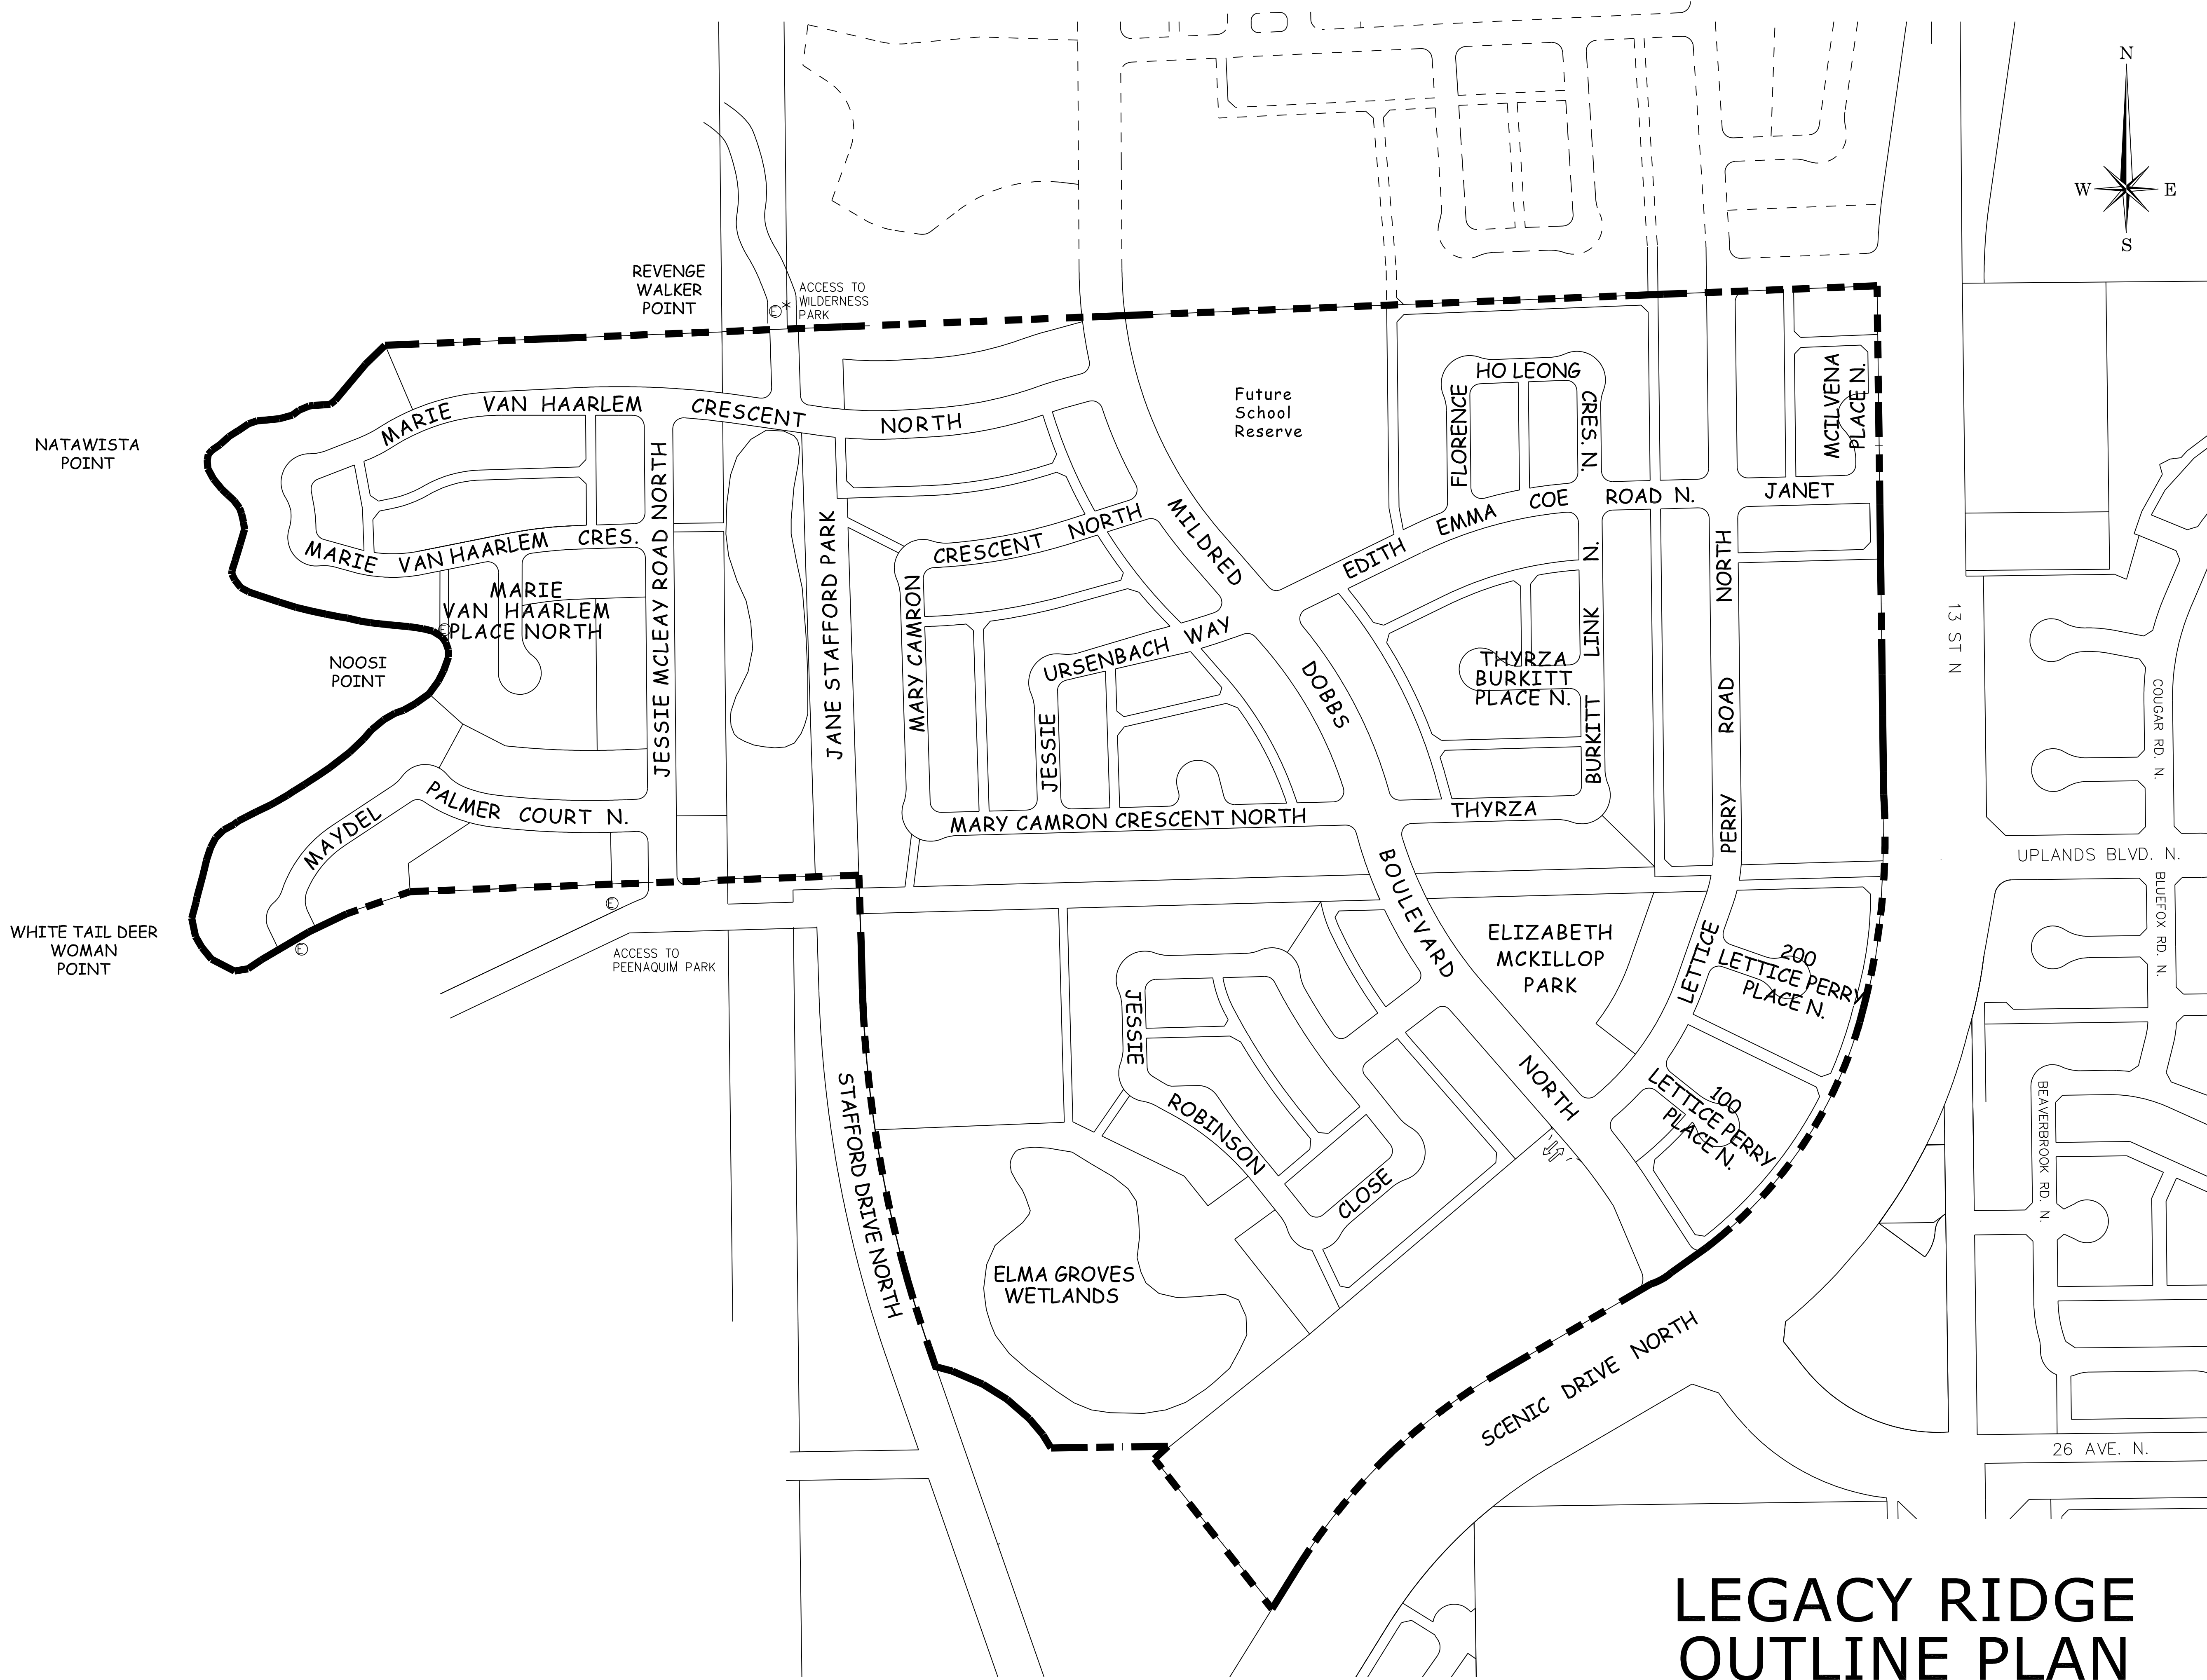 N
W E
S
REVENGE
WALKER
POINT
E
*
ACCESS TO
WILDERNESS
PARK
NATAWISTA
POINT
MARIE VAN HAARLEM CRESCENT NORTH
Future
School
Reserve
HO LEONG
FLORENCE
CRES. N.
MCILVENA
PLACE N.
JANET
EDITH EMMA COE ROAD N.
MARIE VAN HAARLEM CRES.
MARIE
VAN HAARLEM
PLACE NORTH
E
JESSIE MCLEAY ROAD NORTH
JANE STAFFORD PARK
MARY CAMRON
CRESCENT NORTH
MILDRED
DOBBS
BOULEVARD
NORTH
JESSIE
URSENBACH WAY
THYRZA
BURKITT
PLACE N.
BURKITT LINK N.
THYRZA
PERRY ROAD NORTH
LETTICE
13 ST N
COUGAR RD. N.
NOOSI
POINT
MAYDEL
PALMER COURT N.
MARY CAMRON CRESCENT NORTH
UPLANDS BLVD. N.
BLUEFOX RD. N.
WHITE TAIL DEER
WOMAN
POINT
E
E
ACCESS TO
PEENAQUIM PARK
ELIZABETH
MCKILLOP
PARK
200
LETTICE PERRY
PLACE N.
100
LETTICE PERRY
PLACE N.
JESSIE
ROBINSON
CLOSE
STAFFORD DRIVE NORTH
BEAVERBROOK RD. N.
ELMA GROVES
WETLANDS
SCENIC DRIVE NORTH
26 AVE. N.
LEGACY RIDGE
OUTLINE PLAN